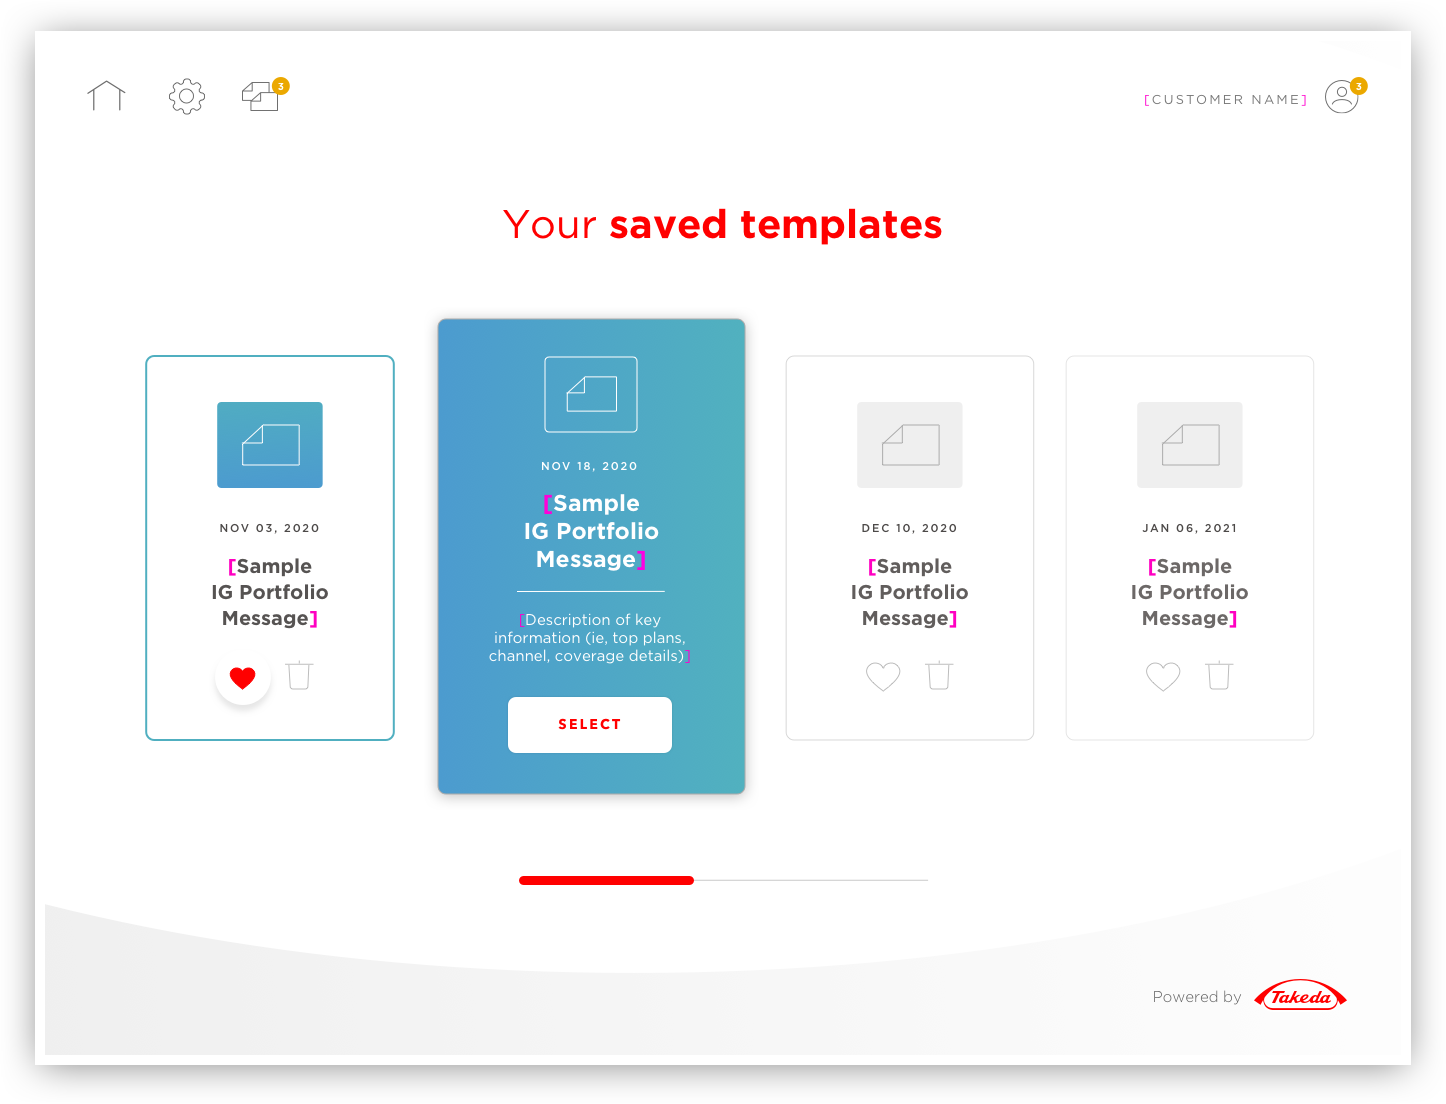 3
[CUSTOMER NAME]
3
Your saved templates
NOV 03, 2020
[Sample
IG Portfolio
Message]
NOV 18, 2020
[Sample
IG Portfolio
Message]
[Description of key
information (ie, top plans,
channel, coverage details)]
SELECT
DEC 10, 2020
[Sample
IG Portfolio
Message]
JAN 06, 2021
[Sample
IG Portfolio
Message]
Powered by Takeda